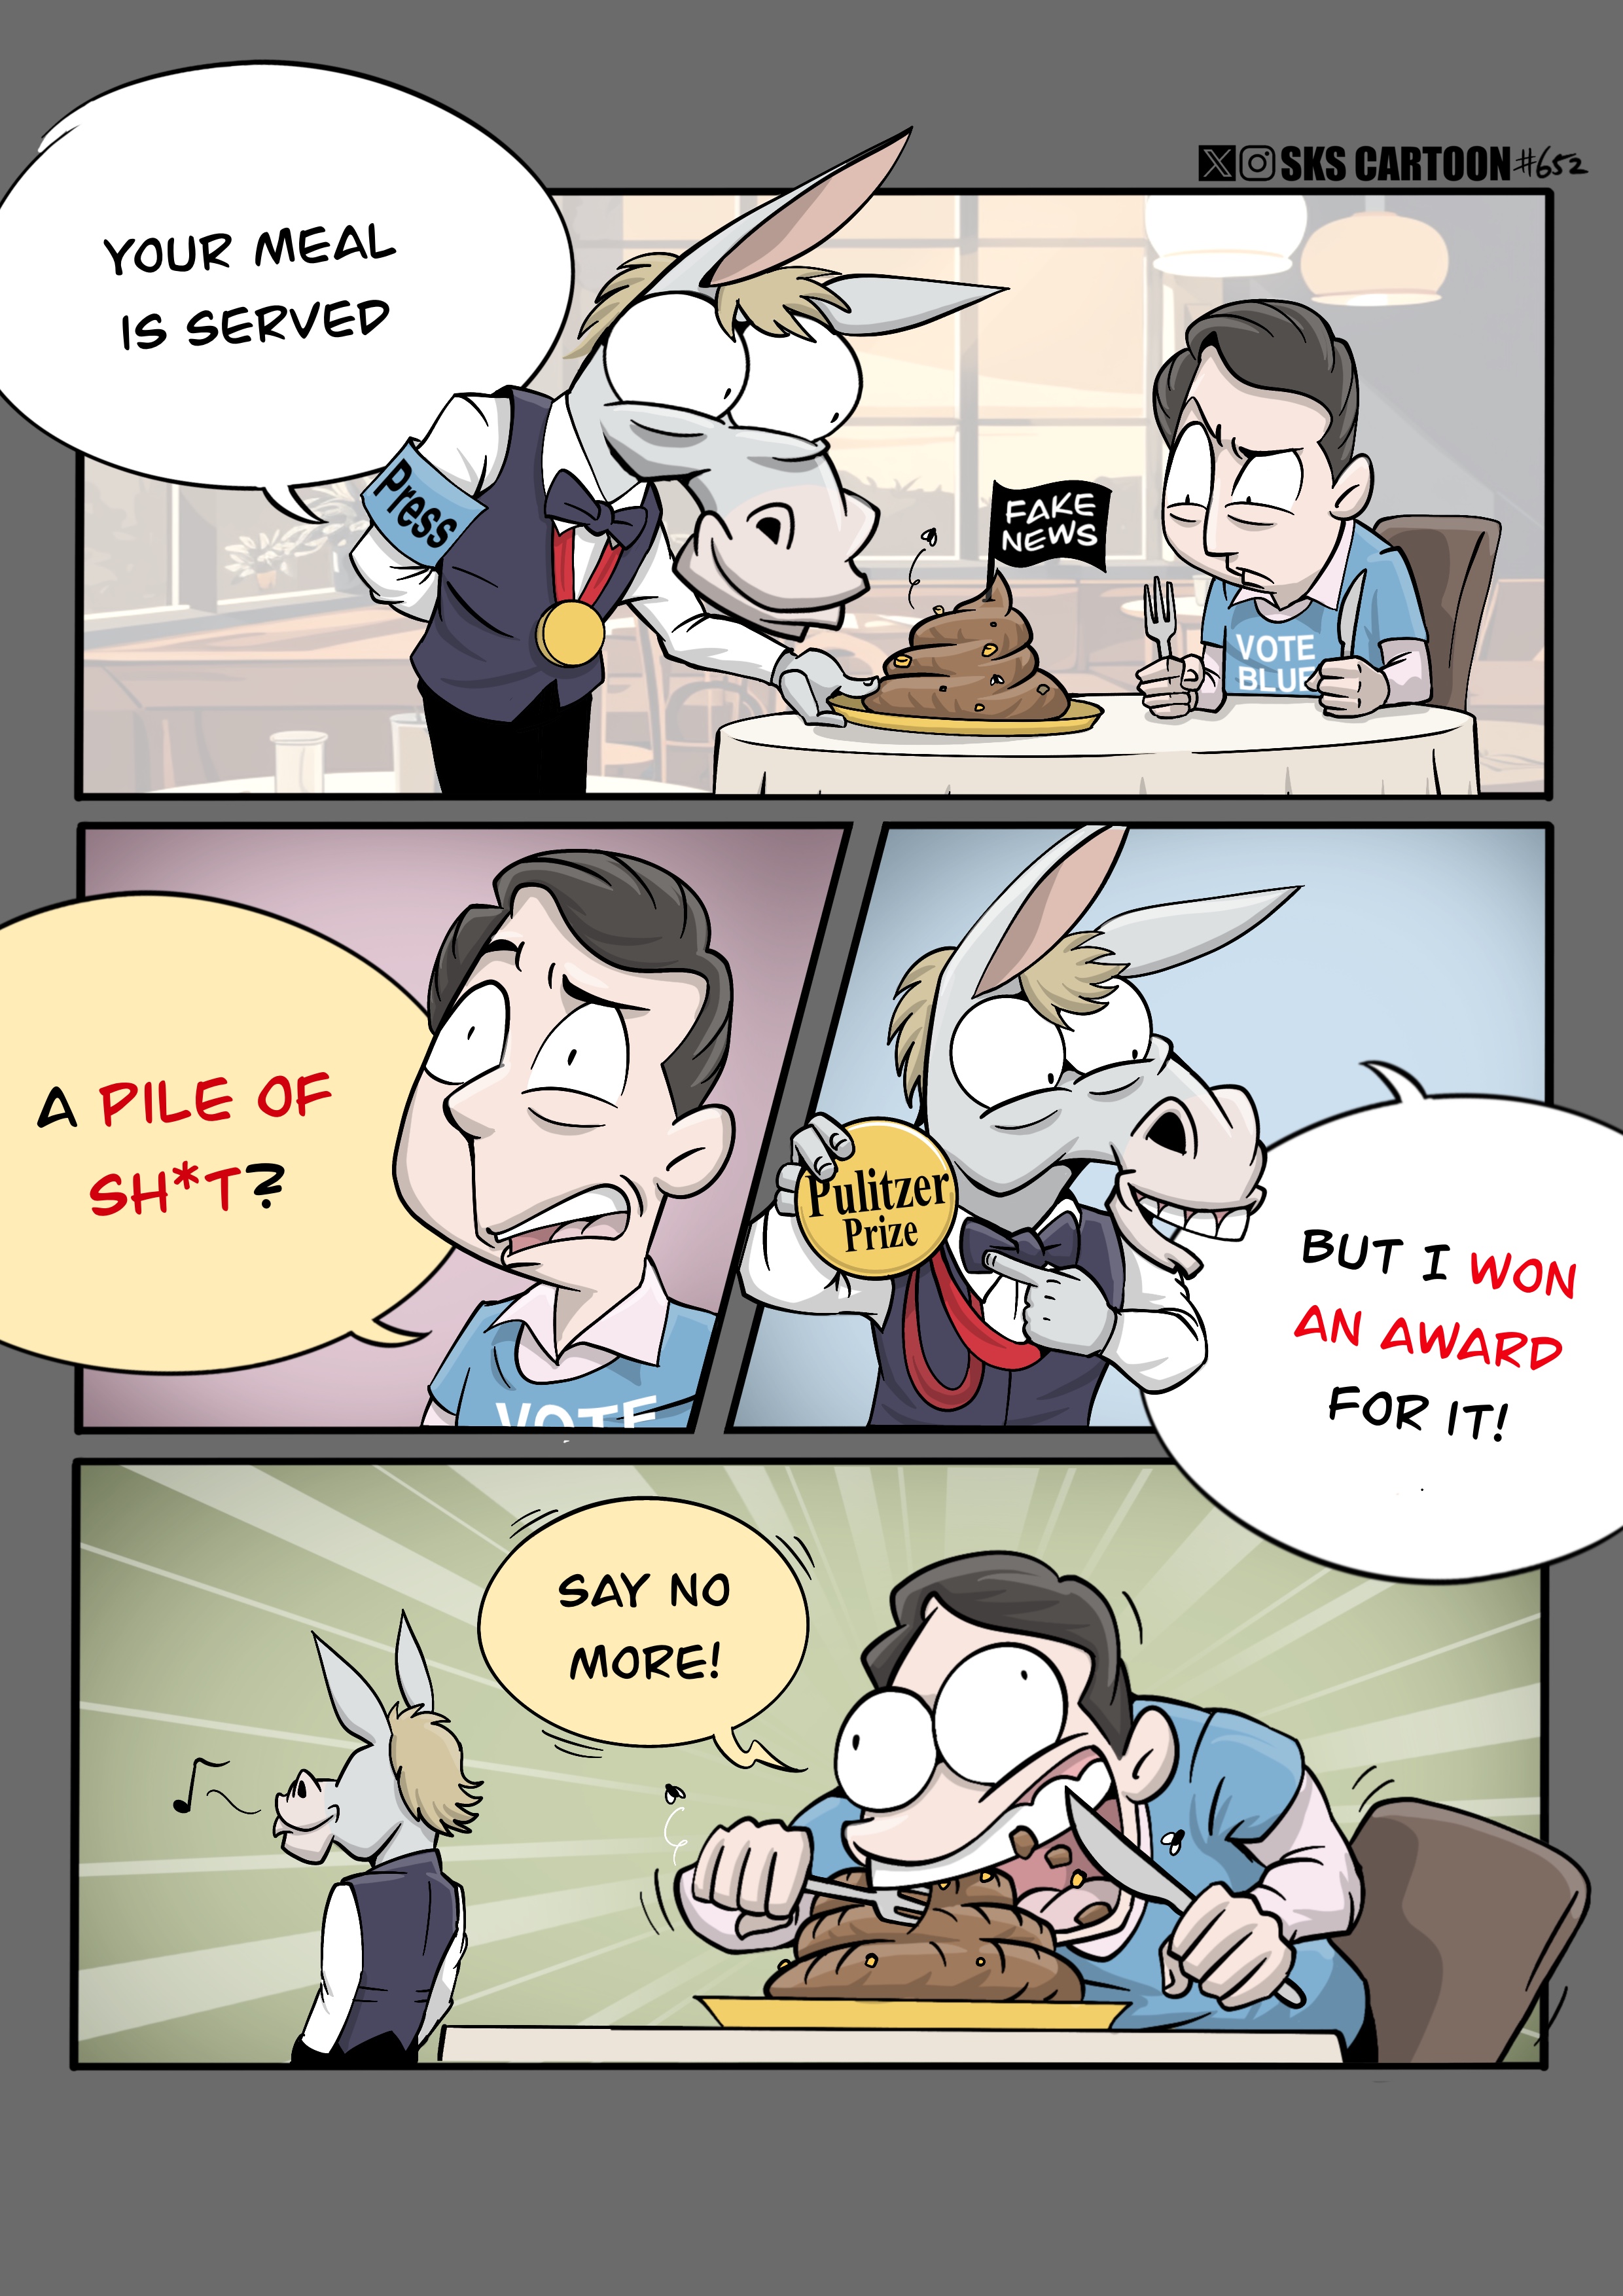 SKS CARTOON #652
YOUR MEAL
IS SERVED
Press
FAKE
NEWS
VOTE
BLUE
A PILE OF
SH*T?
VOTE
Pulitzer
Prize
BUT I WON
AN AWARD
FOR IT!
SAY NO
MORE!